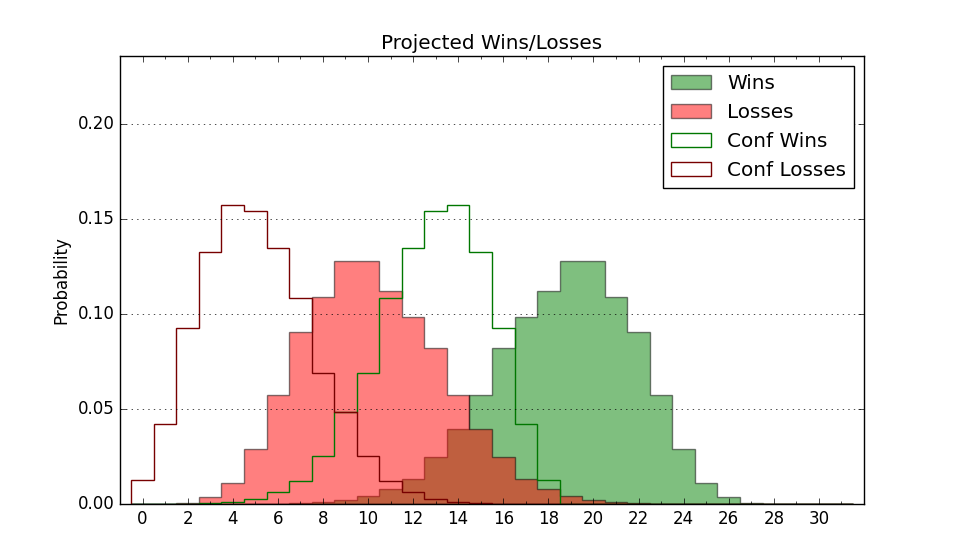 Projected Wins/Losses
Wins
Losses
Conf Wins
Conf Losses
Probability
0.20
0.15
0.10
0.05
0.00
0 2 4 6 8 10 12 14 16 18 20 22 24 26 28 30